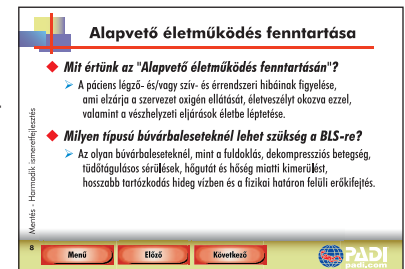 Alapvető életműködés fenntartása
Mit értünk az "Alapvető életműködés fenntartásán"?
A páciens légző- és/vagy szív- és érrendszeri hibáinak figyelése,
ami elzárja a szervezet oxigén ellátását, életveszélyt okozva ezzel,
valamint a vészhelyzeti eljárások életbe léptetése.
Milyen típusú búvárbaleseteknél lehet szükség a BLS-re?
Az olyan búvárbaleseteknél, mint a fuldoklás, dekompressziós betegség,
tüdőtágulásos sérülések, hőgutát és hőség miatti kimerülést,
hosszabb tartózkodás hideg vízben és a fizikai határon felüli erőkifejtés.
Mentés - Harmadik ismeretfejlesztés
8
Menü
Előző
Következő
PADI
padi.com